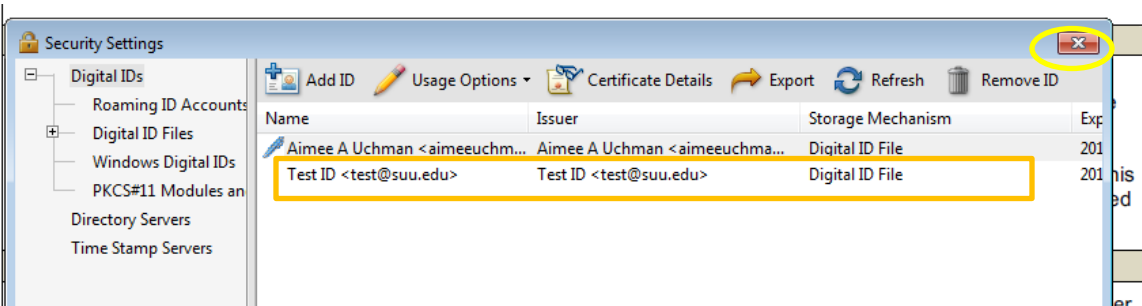 Security Settings
Digital IDs
Roaming ID Accounts
Digital ID Files
Windows Digital IDs
PKCS#11 Modules an
Directory Servers
Time Stamp Servers
Add ID Usage Options Certificate Details Export Refresh Remove ID
Name Issuer Storage Mechanism Exp
Aimee A Uchman <aimeeuchm... Aimee A Uchman <aimeeuchma... Digital ID File 201
Test ID <test@suu.edu> Test ID <test@suu.edu> Digital ID File 201
his
ed
er